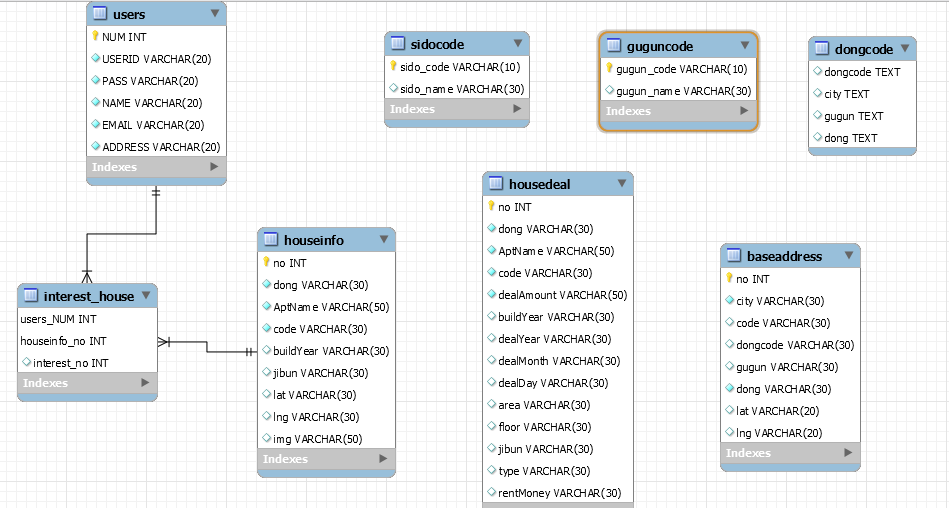 users
NUM INT
USERID VARCHAR(20)
PASS VARCHAR(20)
NAME VARCHAR(20)
EMAIL VARCHAR(20)
ADDRESS VARCHAR(20)
Indexes
sidocode
sido_code VARCHAR(10)
sido_name VARCHAR(30)
Indexes
guguncode
gugun_code VARCHAR(10)
gugun_name VARCHAR(30)
Indexes
dongcode
dongcode TEXT
city TEXT
gugun TEXT
dong TEXT
interest_house
users_NUM INT
houseinfo_no INT
interest_no INT
Indexes
houseinfo
no INT
dong VARCHAR(30)
AptName VARCHAR(50)
code VARCHAR(30)
buildYear VARCHAR(30)
jibun VARCHAR(30)
lat VARCHAR(30)
lng VARCHAR(30)
img VARCHAR(50)
Indexes
housedeal
no INT
dong VARCHAR(30)
AptName VARCHAR(50)
code VARCHAR(30)
dealAmount VARCHAR(50)
buildYear VARCHAR(30)
dealYear VARCHAR(30)
dealMonth VARCHAR(30)
dealDay VARCHAR(30)
area VARCHAR(30)
floor VARCHAR(30)
jibun VARCHAR(30)
type VARCHAR(30)
rentMoney VARCHAR(30)
baseaddress
no INT
city VARCHAR(30)
code VARCHAR(30)
dongcode VARCHAR(30)
gugun VARCHAR(30)
dong VARCHAR(30)
lat VARCHAR(20)
lng VARCHAR(20)
Indexes